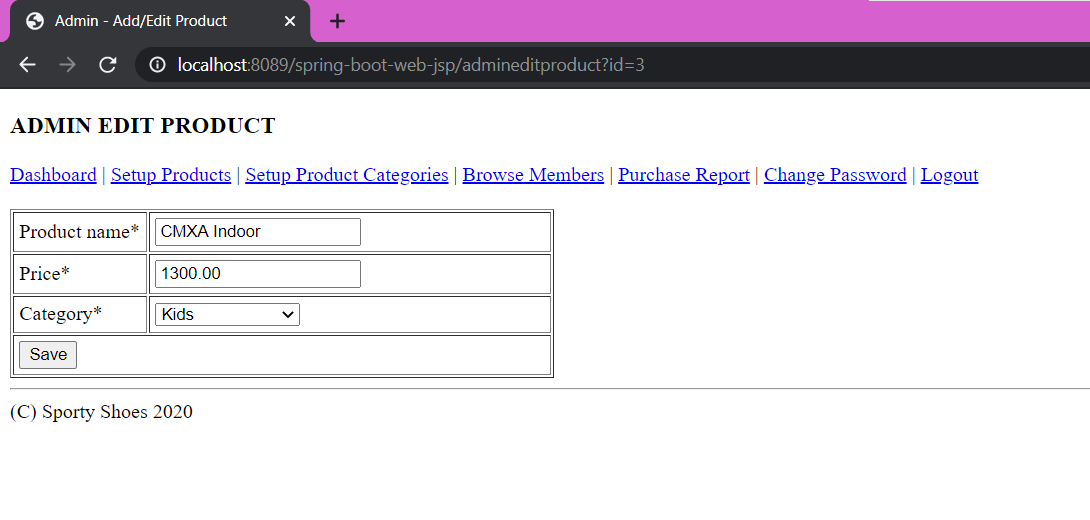 Admin - Add/Edit Product
localhost:8089/spring-boot-web-jsp/admineditproduct?id=3
ADMIN EDIT PRODUCT
Dashboard | Setup Products | Setup Product Categories | Browse Members | Purchase Report | Change Password | Logout
Product name* CMXA Indoor
Price* 1300.00
Category* Kids
Save
(C) Sporty Shoes 2020